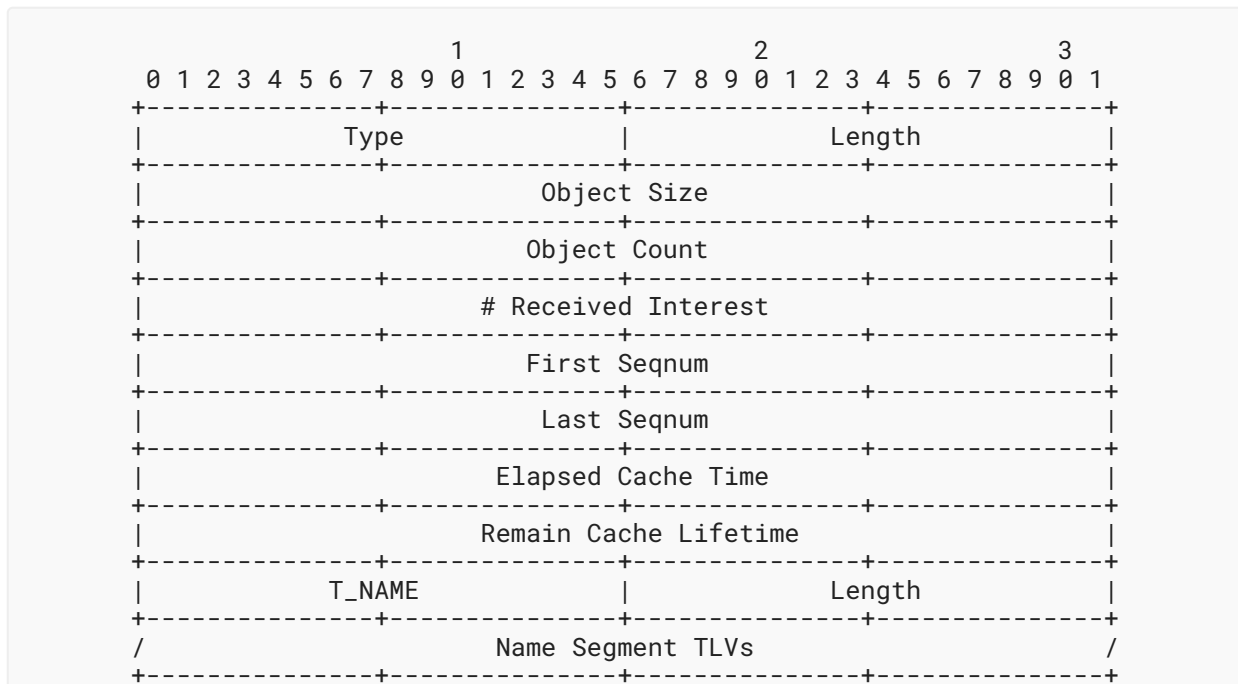 1                   2                   3
 0 1 2 3 4 5 6 7 8 9 0 1 2 3 4 5 6 7 8 9 0 1 2 3 4 5 6 7 8 9 0 1
+---------------+---------------+---------------+---------------+
|             Type              |             Length            |
+---------------+---------------+---------------+---------------+
|                          Object Size                          |
+---------------+---------------+---------------+---------------+
|                         Object Count                          |
+---------------+---------------+---------------+---------------+
|                      # Received Interest                      |
+---------------+---------------+---------------+---------------+
|                         First Seqnum                          |
+---------------+---------------+---------------+---------------+
|                          Last Seqnum                          |
+---------------+---------------+---------------+---------------+
|                       Elapsed Cache Time                      |
+---------------+---------------+---------------+---------------+
|                      Remain Cache Lifetime                    |
+---------------+---------------+---------------+---------------+
|            T_NAME             |             Length            |
+---------------+---------------+---------------+---------------+
/                       Name Segment TLVs                       /
+---------------+---------------+---------------+---------------+